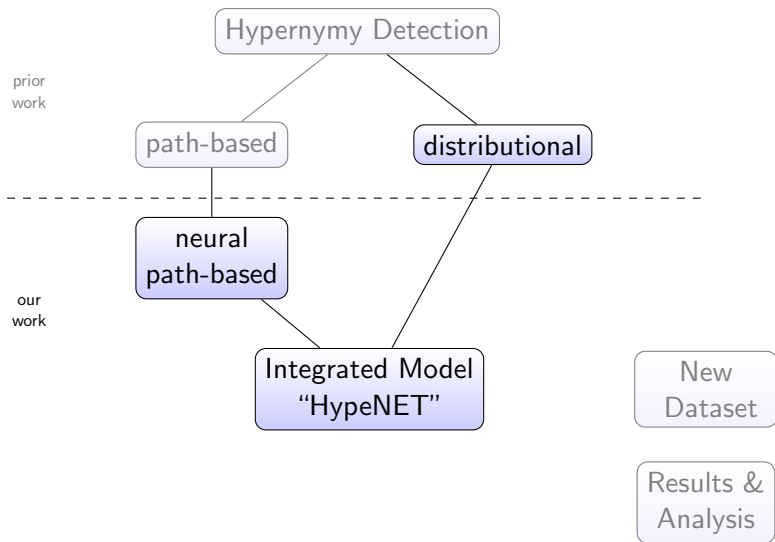 Hypernymy Detection
prior
work
path-based
distributional
neural
path-based
our
work
Integrated Model
“HypeNET”
New
Dataset
Results &
Analysis